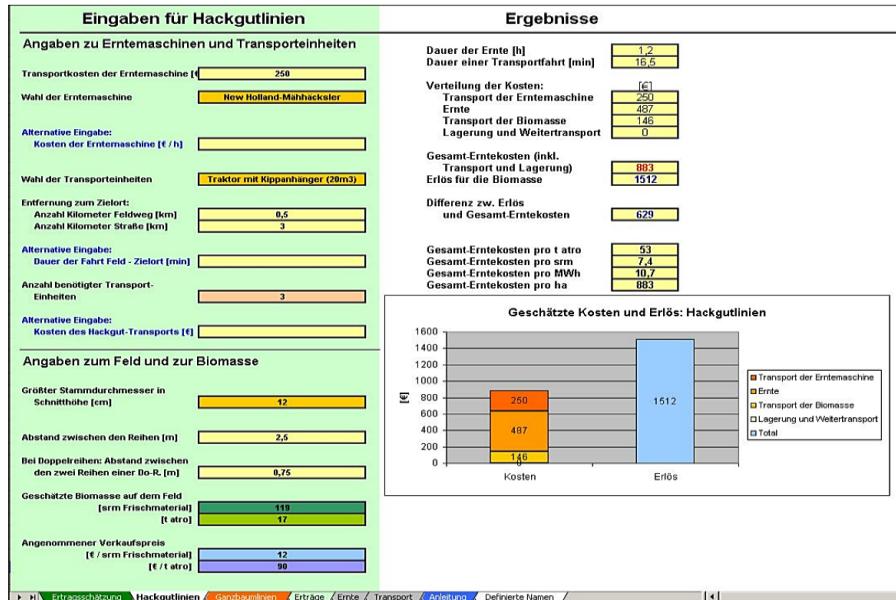 Eingaben für Hackgutlinien
Angaben zu Erntemaschinen und Transporteinheiten
Transportkosten der Erntemaschine [€ 250
Wahl der Erntemaschine New Holland-Mähhäcksler
Alternative Eingabe:
Kosten der Erntemaschine [€ / h]
Wahl der Transporteinheiten Traktor mit Kippanhänger (20m3)
Entfernung zum Zielort:
Anzahl Kilometer Feldweg [km] 0,5
Anzahl Kilometer Straße [km] 3
Alternative Eingabe:
Dauer der Fahrt Feld - Zielort [min]
Anzahl benötigter Transport-
Einheiten 3
Alternative Eingabe:
Kosten des Hackgut-Transports [€]
Angaben zum Feld und zur Biomasse
Größter Stammdurchmesser in
Schnitthöhe [cm] 12
Abstand zwischen den Reihen [m] 2,5
Bei Doppelreihen: Abstand zwischen
den zwei Reihen einer Do-R. [m] 0,75
Geschätzte Biomasse auf dem Feld
[srm Frischmaterial] 119
[t atro] 17
Angenommener Verkaufspreis
[€ / srm Frischmaterial] 12
[€ / t atro] 90
Ergebnisse
Dauer der Ernte [h] 1,2
Dauer einer Transportfahrt [min] 16,5
Verteilung der Kosten: [€]
Transport der Erntemaschine 250
Ernte 487
Transport der Biomasse 146
Lagerung und Weitertransport 0
Gesamt-Erntekosten (inkl.
Transport und Lagerung) 883
Erlös für die Biomasse 1512
Differenz zw. Erlös
und Gesamt-Erntekosten 629
Gesamt-Erntekosten pro t atro 53
Gesamt-Erntekosten pro srm 7,4
Gesamt-Erntekosten pro MWh 10,7
Gesamt-Erntekosten pro ha 883
Geschätzte Kosten und Erlös: Hackgutlinien
[€]
1600
1400
1200
1000
800
600
400
200
0
250
487
146
0
1512
Kosten
Erlös
Transport der Erntemaschine
Ernte
Transport der Biomasse
Lagerung und Weitertransport
Total
Ertragsschätzung Hackgutlinien Ganzbaumlinien Erträge Ernte Transport Anleitung Definierte Namen